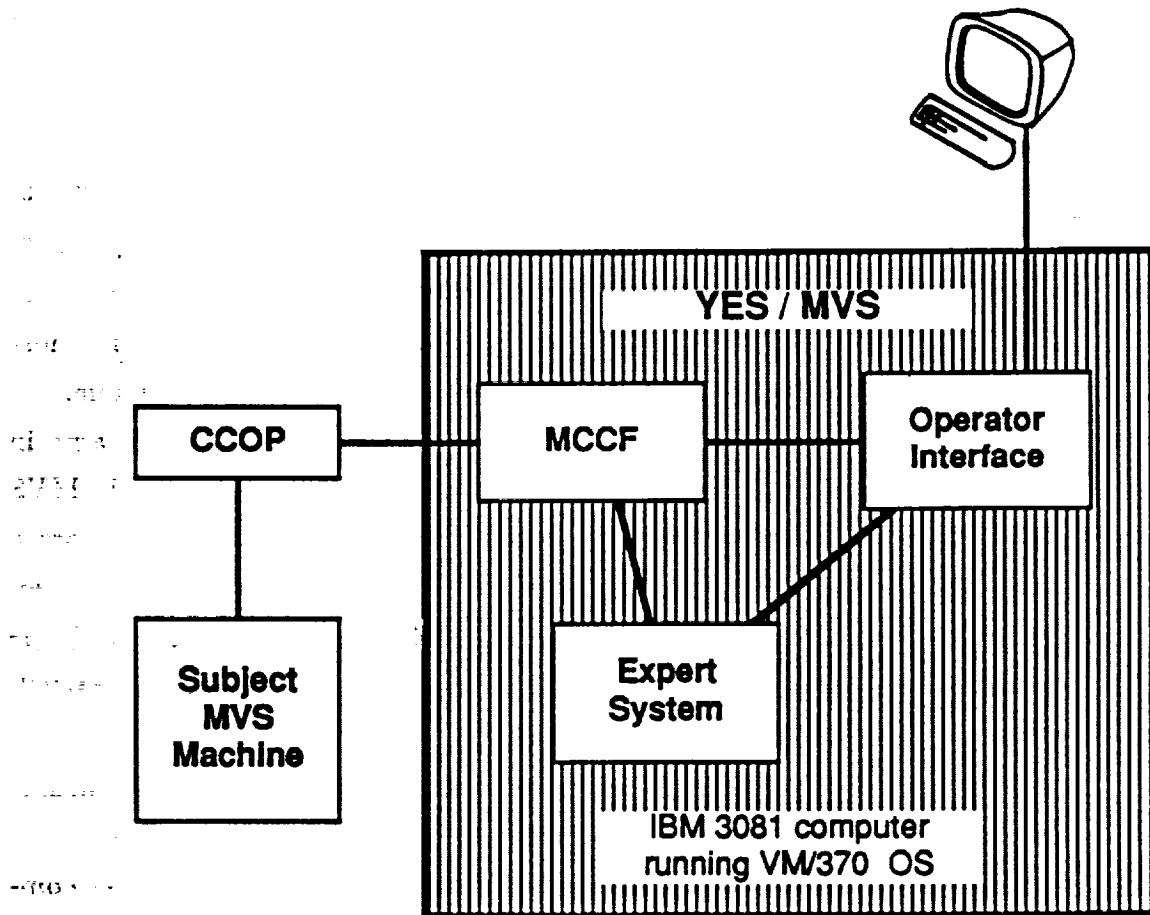 YES / MVS
CCOP
MCCF
Operator
Interface
Subject
MVS
Machine
Expert
System
IBM 3081 computer
running VM/370 OS